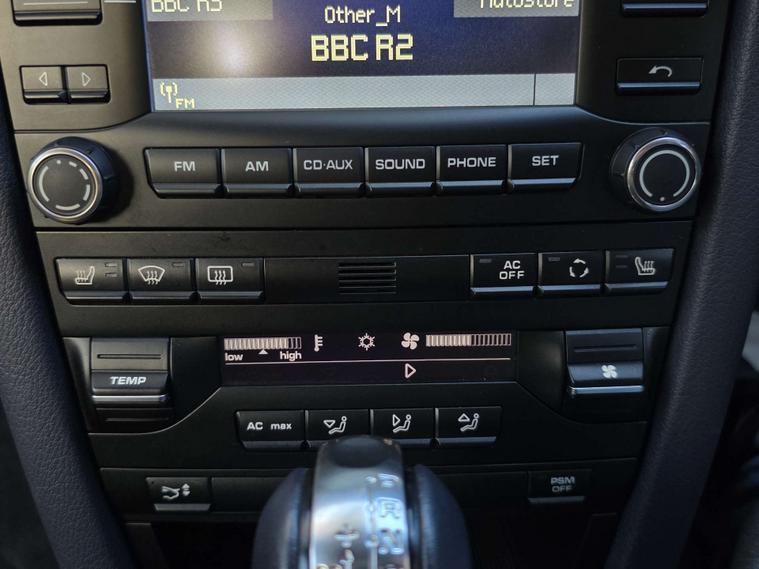 BBC R3
Other_M
Autostore
BBC R2
FM
FM
AM
CD·AUX
SOUND
PHONE
SET
AC
OFF
low
high
TEMP
AC max
PSM
OFF
R
N
+